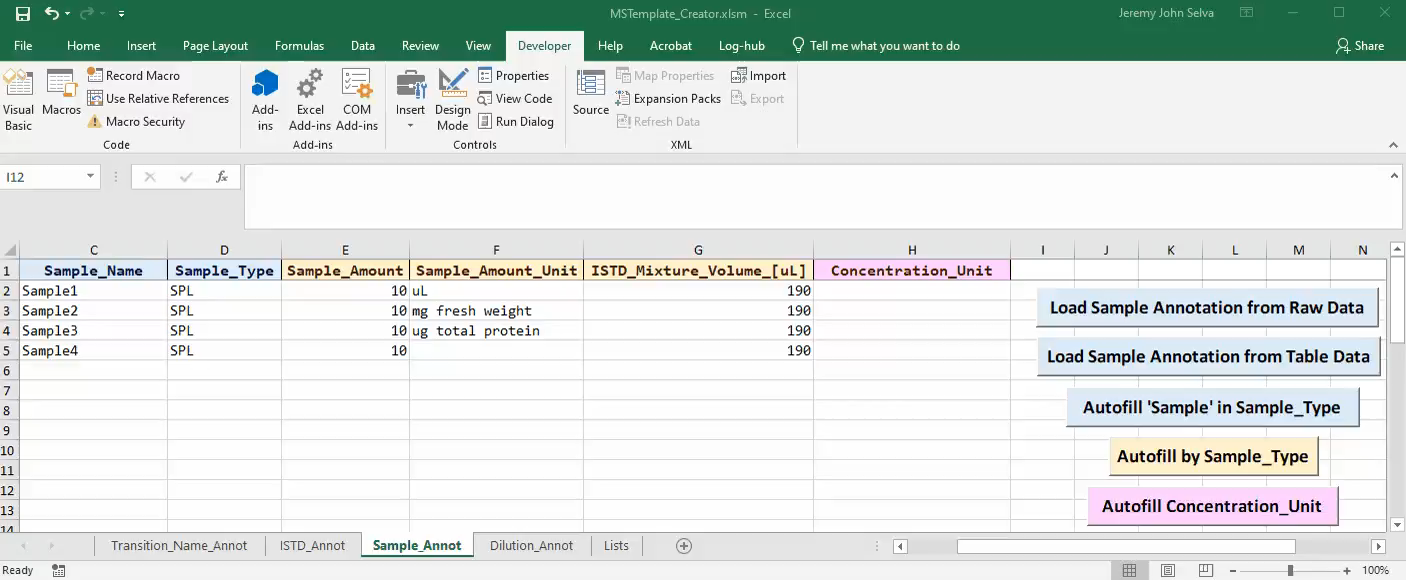 MSTemplate_Creator.xlsm - Excel
Jeremy John Selva
File Home Insert Page Layout Formulas Data Review View Developer Help Acrobat Log-hub Tell me what you want to do Share
Visual Basic
Macros
Record Macro
Use Relative References
Macro Security
Code
Add-ins
Excel Add-ins
COM Add-ins
Add-ins
Insert
Design Mode
Properties
View Code
Run Dialog
Controls
Source
Map Properties
Expansion Packs
Refresh Data
Import
Export
XML
I12 fx
C D E F G H I J K L M N
1 Sample_Name Sample_Type Sample_Amount Sample_Amount_Unit ISTD_Mixture_Volume_[uL] Concentration_Unit
2 Sample1 SPL 10 uL 190
3 Sample2 SPL 10 mg fresh weight 190
4 Sample3 SPL 10 ug total protein 190
5 Sample4 SPL 10 190
6
7
8
9
10
11
12
13
14
Load Sample Annotation from Raw Data
Load Sample Annotation from Table Data
Autofill 'Sample' in Sample_Type
Autofill by Sample_Type
Autofill Concentration_Unit
Transition_Name_Annot ISTD_Annot Sample_Annot Dilution_Annot Lists
Ready 100%